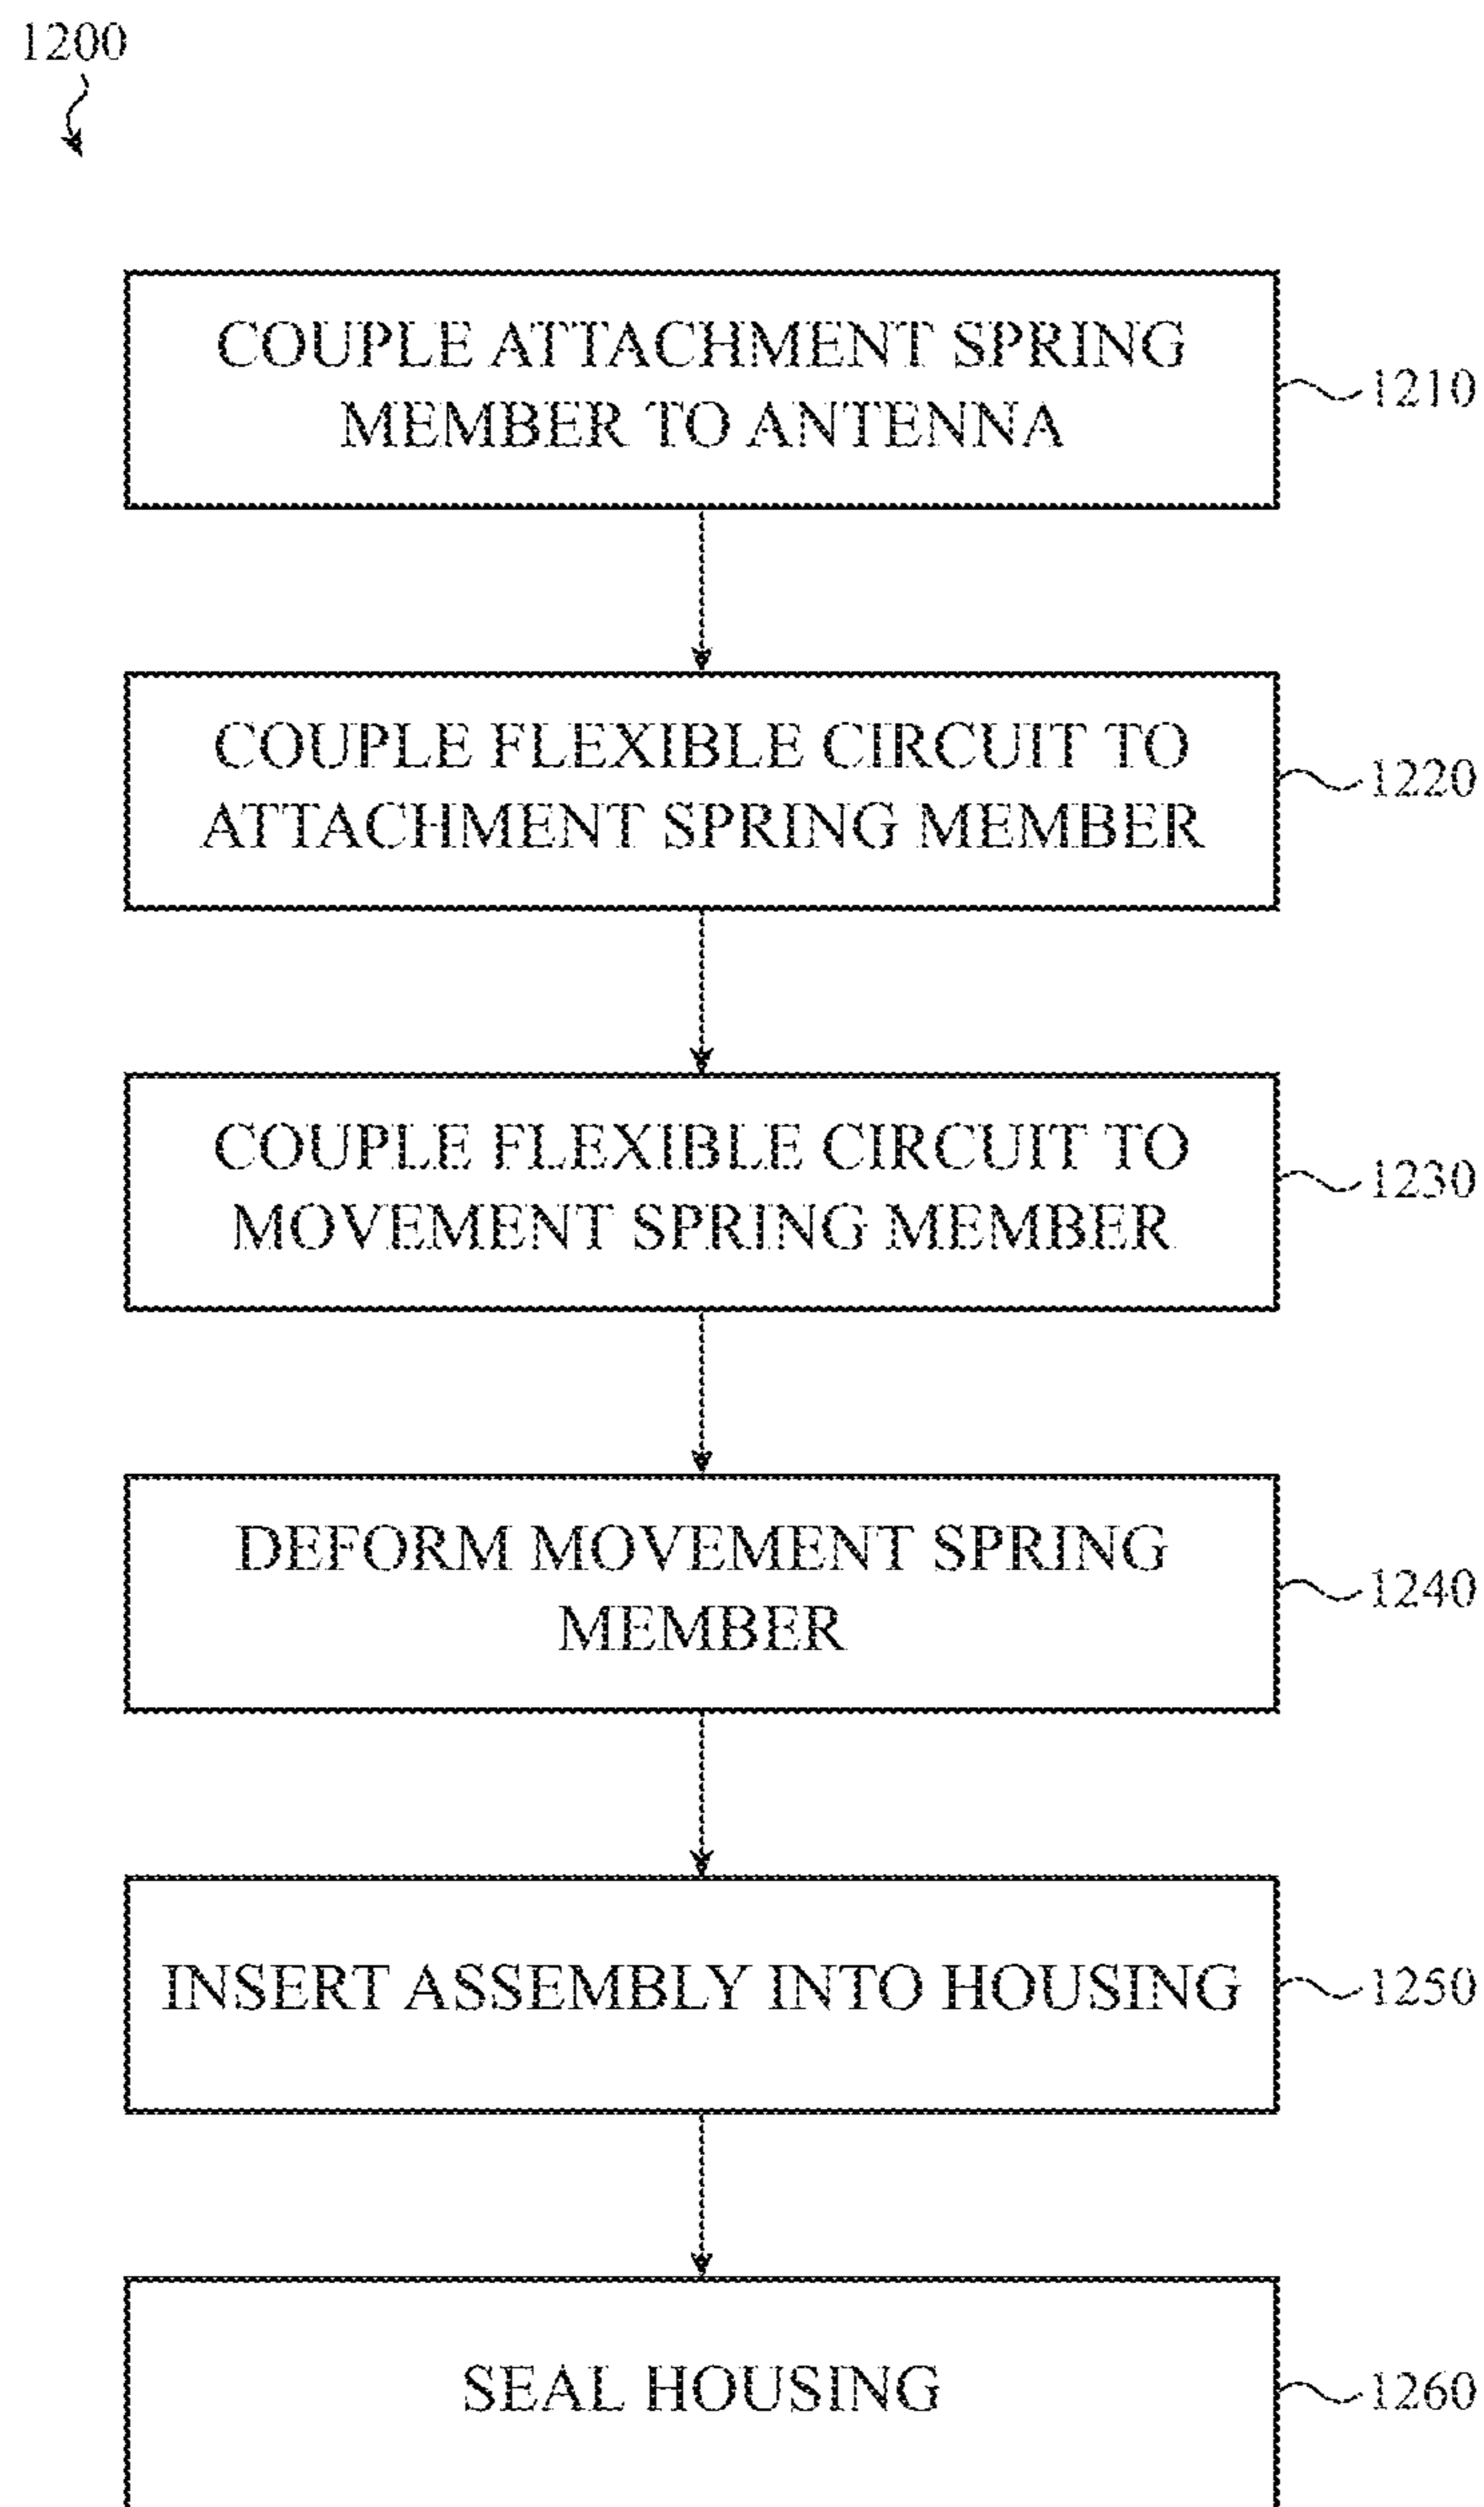 1200
COUPLE ATTACHMENT SPRING
MEMBER TO ANTENNA
1210
COUPLE FLEXIBLE CIRCUIT TO
ATTACHMENT SPRING MEMBER
1220
COUPLE FLEXIBLE CIRCUIT TO
MOVEMENT SPRING MEMBER
1230
DEFORM MOVEMENT SPRING
MEMBER
1240
INSERT ASSEMBLY INTO HOUSING
1250
SEAL HOUSING
1260